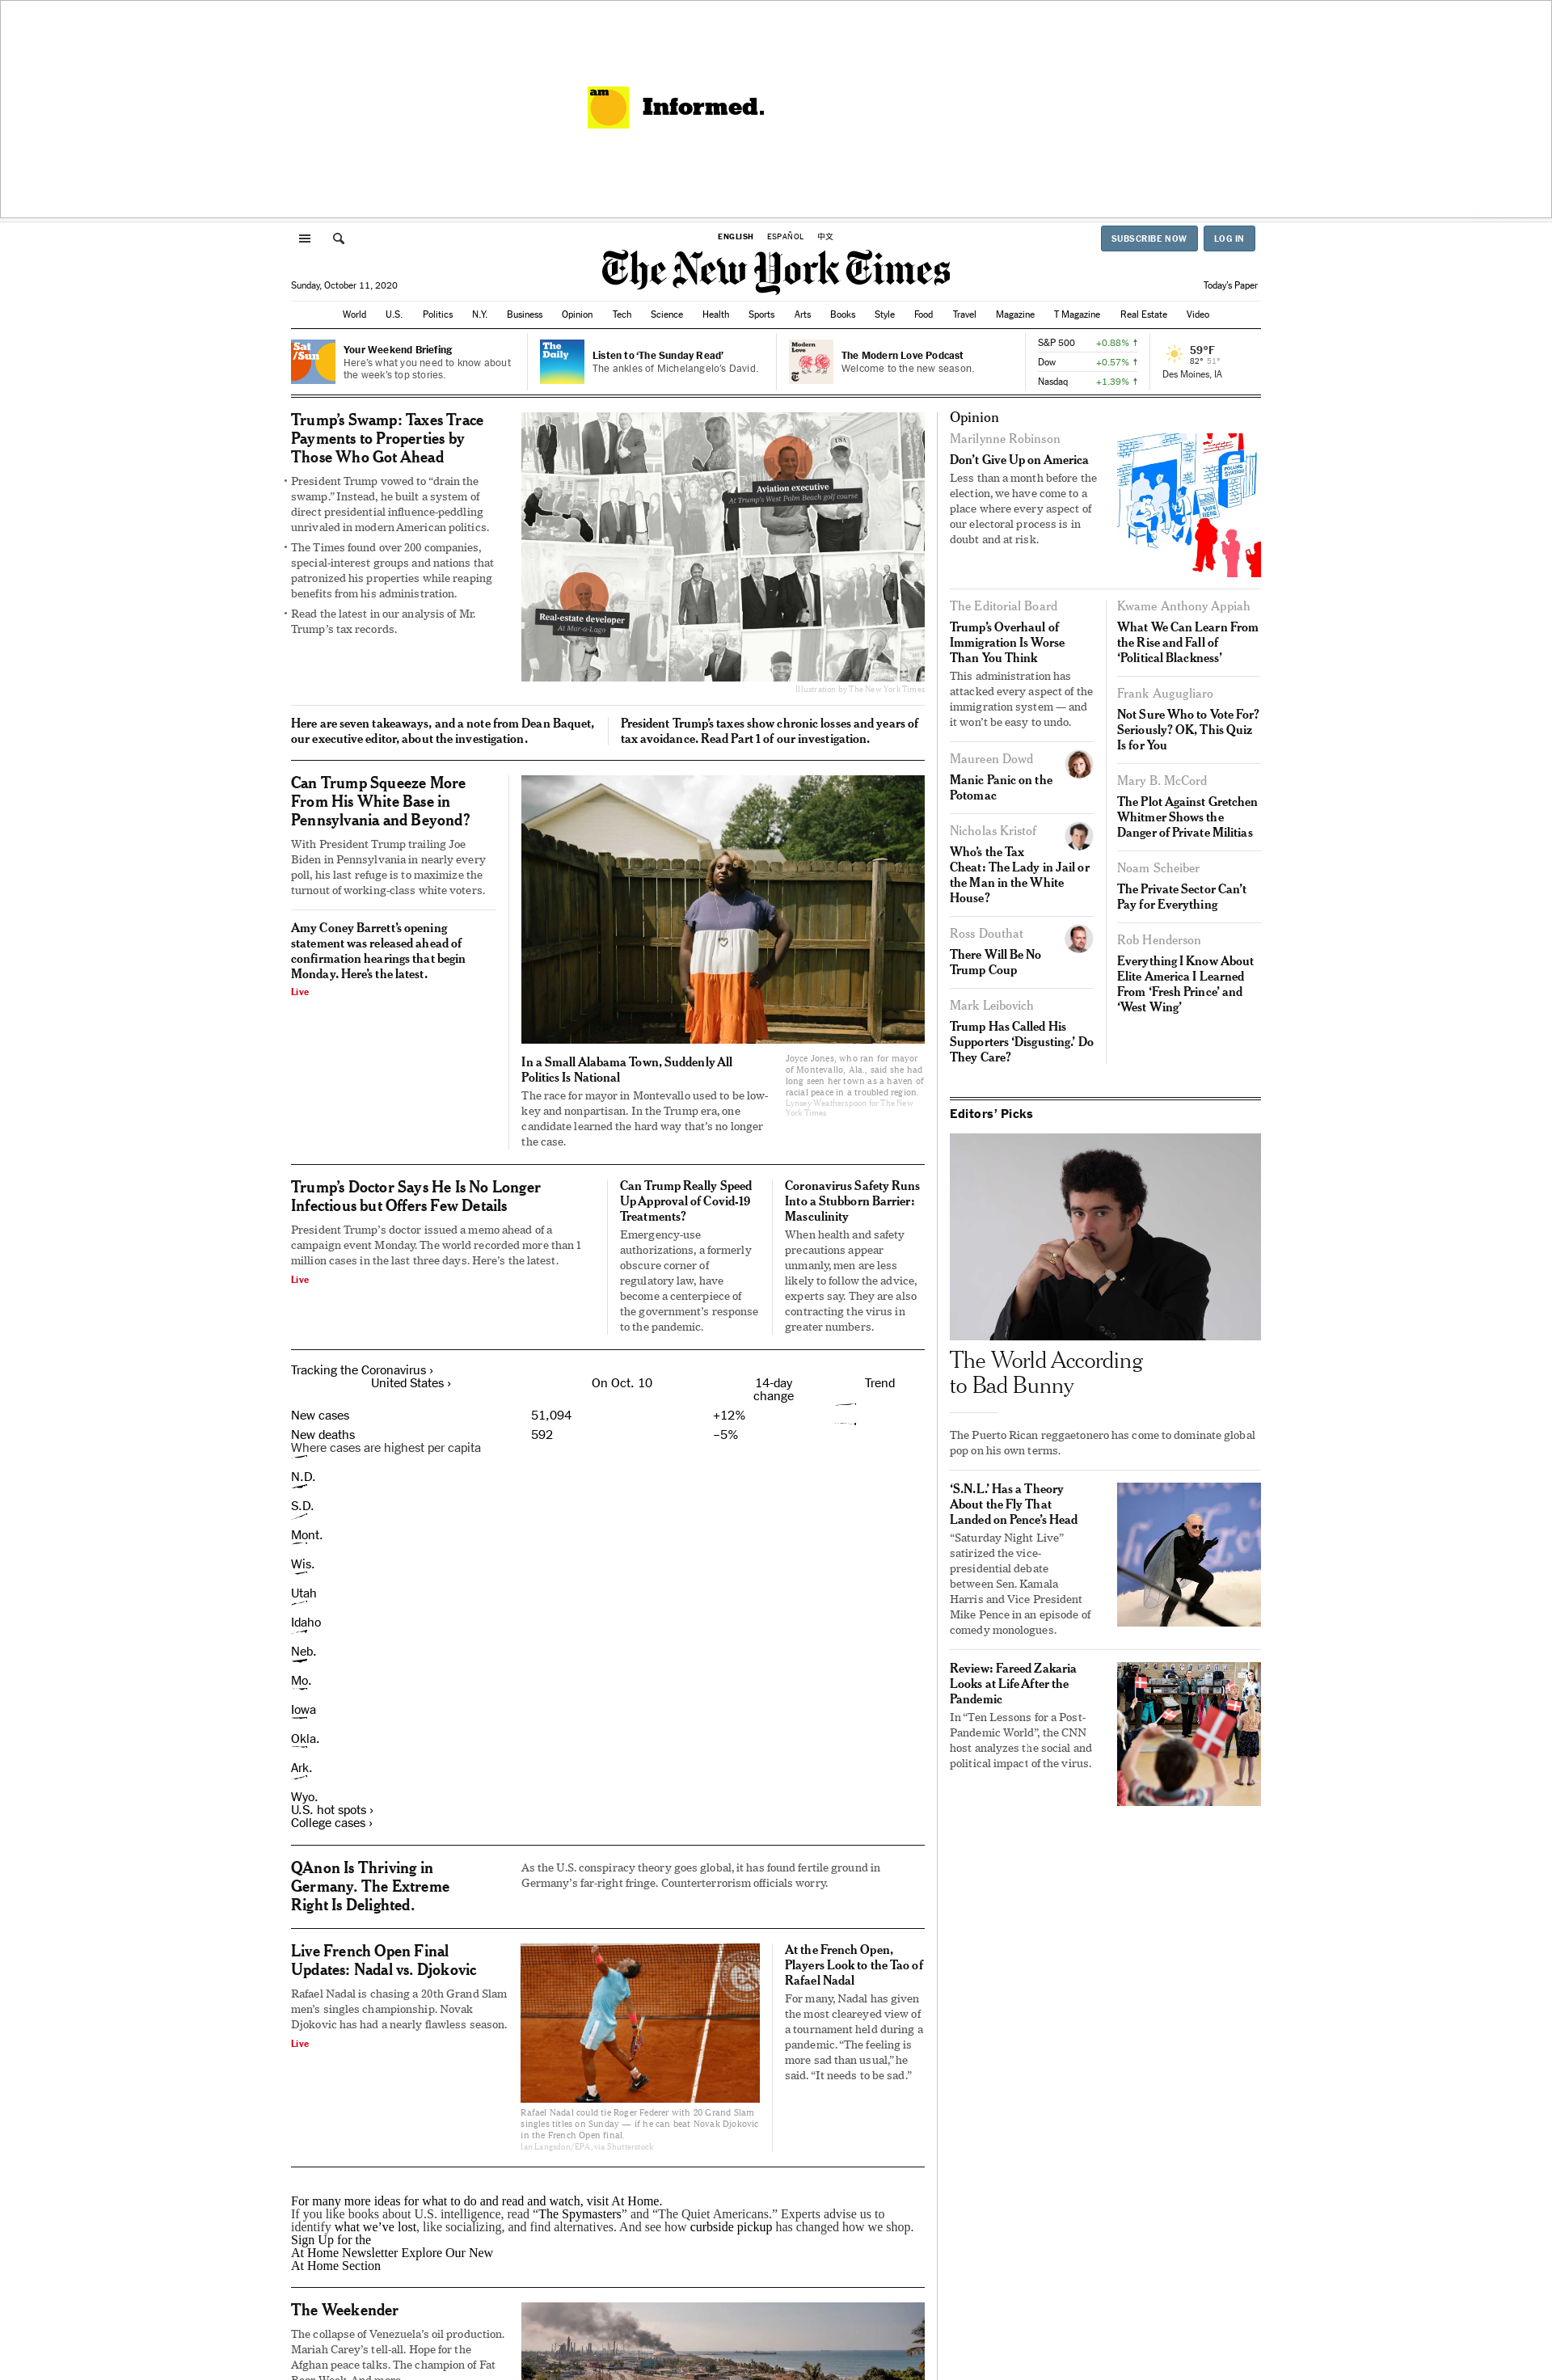 am
Informed.
ENGLISH ESPAÑOL 中文
SUBSCRIBE NOW LOG IN
The New York Times
Sunday, October 11, 2020
Today's Paper
World U.S. Politics N.Y. Business Opinion Tech Science Health Sports Arts Books Style Food Travel Magazine T Magazine Real Estate Video
Sat
/Sun
Your Weekend Briefing
Here's what you need to know about
the week's top stories.
The
Daily
Listen to ‘The Sunday Read’
The ankles of Michelangelo's David.
Modern
Love
The Modern Love Podcast
Welcome to the new season.
S&P 500 +0.88% ↑
Dow +0.57% ↑
Nasdaq +1.39% ↑
59°F
82° 51°
Des Moines, IA
Trump’s Swamp: Taxes Trace
Payments to Properties by
Those Who Got Ahead
• President Trump vowed to “drain the
swamp.” Instead, he built a system of
direct presidential influence-peddling
unrivaled in modern American politics.
• The Times found over 200 companies,
special-interest groups and nations that
patronized his properties while reaping
benefits from his administration.
• Read the latest in our analysis of Mr.
Trump’s tax records.
USA
Aviation executive
At Trump's West Palm Beach golf course
Real-estate developer
At Mar-a-Lago
Illustration by The New York Times
Here are seven takeaways, and a note from Dean Baquet,
our executive editor, about the investigation.
President Trump’s taxes show chronic losses and years of
tax avoidance. Read Part 1 of our investigation.
Can Trump Squeeze More
From His White Base in
Pennsylvania and Beyond?
With President Trump trailing Joe
Biden in Pennsylvania in nearly every
poll, his last refuge is to maximize the
turnout of working-class white voters.
Amy Coney Barrett’s opening
statement was released ahead of
confirmation hearings that begin
Monday. Here’s the latest.
Live
In a Small Alabama Town, Suddenly All
Politics Is National
The race for mayor in Montevallo used to be low-
key and nonpartisan. In the Trump era, one
candidate learned the hard way that’s no longer
the case.
Joyce Jones, who ran for mayor
of Montevallo, Ala., said she had
long seen her town as a haven of
racial peace in a troubled region.
Lynsey Weatherspoon for The New
York Times
Trump’s Doctor Says He Is No Longer
Infectious but Offers Few Details
President Trump’s doctor issued a memo ahead of a
campaign event Monday. The world recorded more than 1
million cases in the last three days. Here’s the latest.
Live
Can Trump Really Speed
Up Approval of Covid-19
Treatments?
Emergency-use
authorizations, a formerly
obscure corner of
regulatory law, have
become a centerpiece of
the government’s response
to the pandemic.
Coronavirus Safety Runs
Into a Stubborn Barrier:
Masculinity
When health and safety
precautions appear
unmanly, men are less
likely to follow the advice,
experts say. They are also
contracting the virus in
greater numbers.
Tracking the Coronavirus ›
United States › On Oct. 10 14-day
change Trend
New cases 51,094 +12%
New deaths 592 –5%
Where cases are highest per capita
N.D.
S.D.
Mont.
Wis.
Utah
Idaho
Neb.
Mo.
Iowa
Okla.
Ark.
Wyo.
U.S. hot spots ›
College cases ›
QAnon Is Thriving in
Germany. The Extreme
Right Is Delighted.
As the U.S. conspiracy theory goes global, it has found fertile ground in
Germany’s far-right fringe. Counterterrorism officials worry.
Live French Open Final
Updates: Nadal vs. Djokovic
Rafael Nadal is chasing a 20th Grand Slam
men’s singles championship. Novak
Djokovic has had a nearly flawless season.
Live
Rafael Nadal could tie Roger Federer with 20 Grand Slam
singles titles on Sunday — if he can beat Novak Djokovic
in the French Open final.
Ian Langsdon/EPA, via Shutterstock
At the French Open,
Players Look to the Tao of
Rafael Nadal
For many, Nadal has given
the most cleareyed view of
a tournament held during a
pandemic. “The feeling is
more sad than usual,” he
said. “It needs to be sad.”
For many more ideas for what to do and read and watch, visit At Home.
If you like books about U.S. intelligence, read “The Spymasters” and “The Quiet Americans.” Experts advise us to
identify what we’ve lost, like socializing, and find alternatives. And see how curbside pickup has changed how we shop.
Sign Up for the
At Home Newsletter Explore Our New
At Home Section
The Weekender
The collapse of Venezuela’s oil production.
Mariah Carey’s tell-all. Hope for the
Afghan peace talks. The champion of Fat
Bear Week. And more.
Opinion
Marilynne Robinson
Don’t Give Up on America
Less than a month before the
election, we have come to a
place where every aspect of
our electoral process is in
doubt and at risk.
POLLING
STATION
VOTE
HERE
The Editorial Board
Trump’s Overhaul of
Immigration Is Worse
Than You Think
This administration has
attacked every aspect of the
immigration system — and
it won’t be easy to undo.
Maureen Dowd
Manic Panic on the
Potomac
Nicholas Kristof
Who’s the Tax
Cheat: The Lady in Jail or
the Man in the White
House?
Ross Douthat
There Will Be No
Trump Coup
Mark Leibovich
Trump Has Called His
Supporters ‘Disgusting.’ Do
They Care?
Kwame Anthony Appiah
What We Can Learn From
the Rise and Fall of
‘Political Blackness’
Frank Augugliaro
Not Sure Who to Vote For?
Seriously? OK, This Quiz
Is for You
Mary B. McCord
The Plot Against Gretchen
Whitmer Shows the
Danger of Private Militias
Noam Scheiber
The Private Sector Can’t
Pay for Everything
Rob Henderson
Everything I Know About
Elite America I Learned
From ‘Fresh Prince’ and
‘West Wing’
Editors’ Picks
The World According
to Bad Bunny
The Puerto Rican reggaetonero has come to dominate global
pop on his own terms.
‘S.N.L.’ Has a Theory
About the Fly That
Landed on Pence’s Head
“Saturday Night Live”
satirized the vice-
presidential debate
between Sen. Kamala
Harris and Vice President
Mike Pence in an episode of
comedy monologues.
Review: Fareed Zakaria
Looks at Life After the
Pandemic
In “Ten Lessons for a Post-
Pandemic World”, the CNN
host analyzes the social and
political impact of the virus.